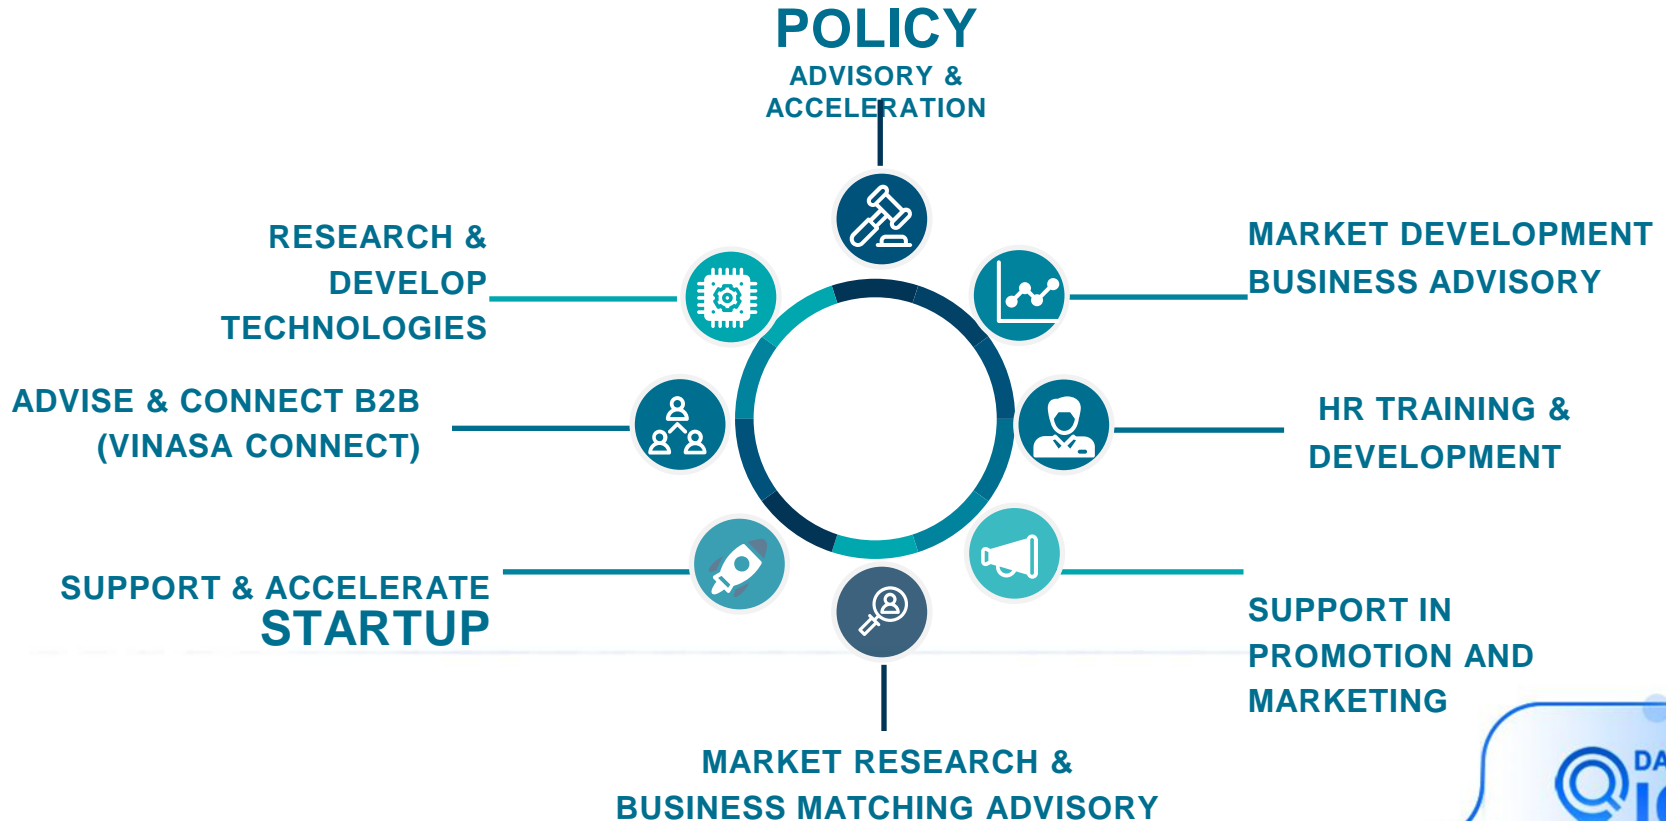 POLICY
ADVISORY &
ACCELERATION
RESEARCH &
DEVELOP
TECHNOLOGIES
MARKET DEVELOPMENT
BUSINESS ADVISORY
ADVISE & CONNECT B2B
(VINASA CONNECT)
HR TRAINING &
DEVELOPMENT
SUPPORT & ACCELERATE
STARTUP
SUPPORT IN
PROMOTION AND
MARKETING
MARKET RESEARCH &
BUSINESS MATCHING ADVISORY